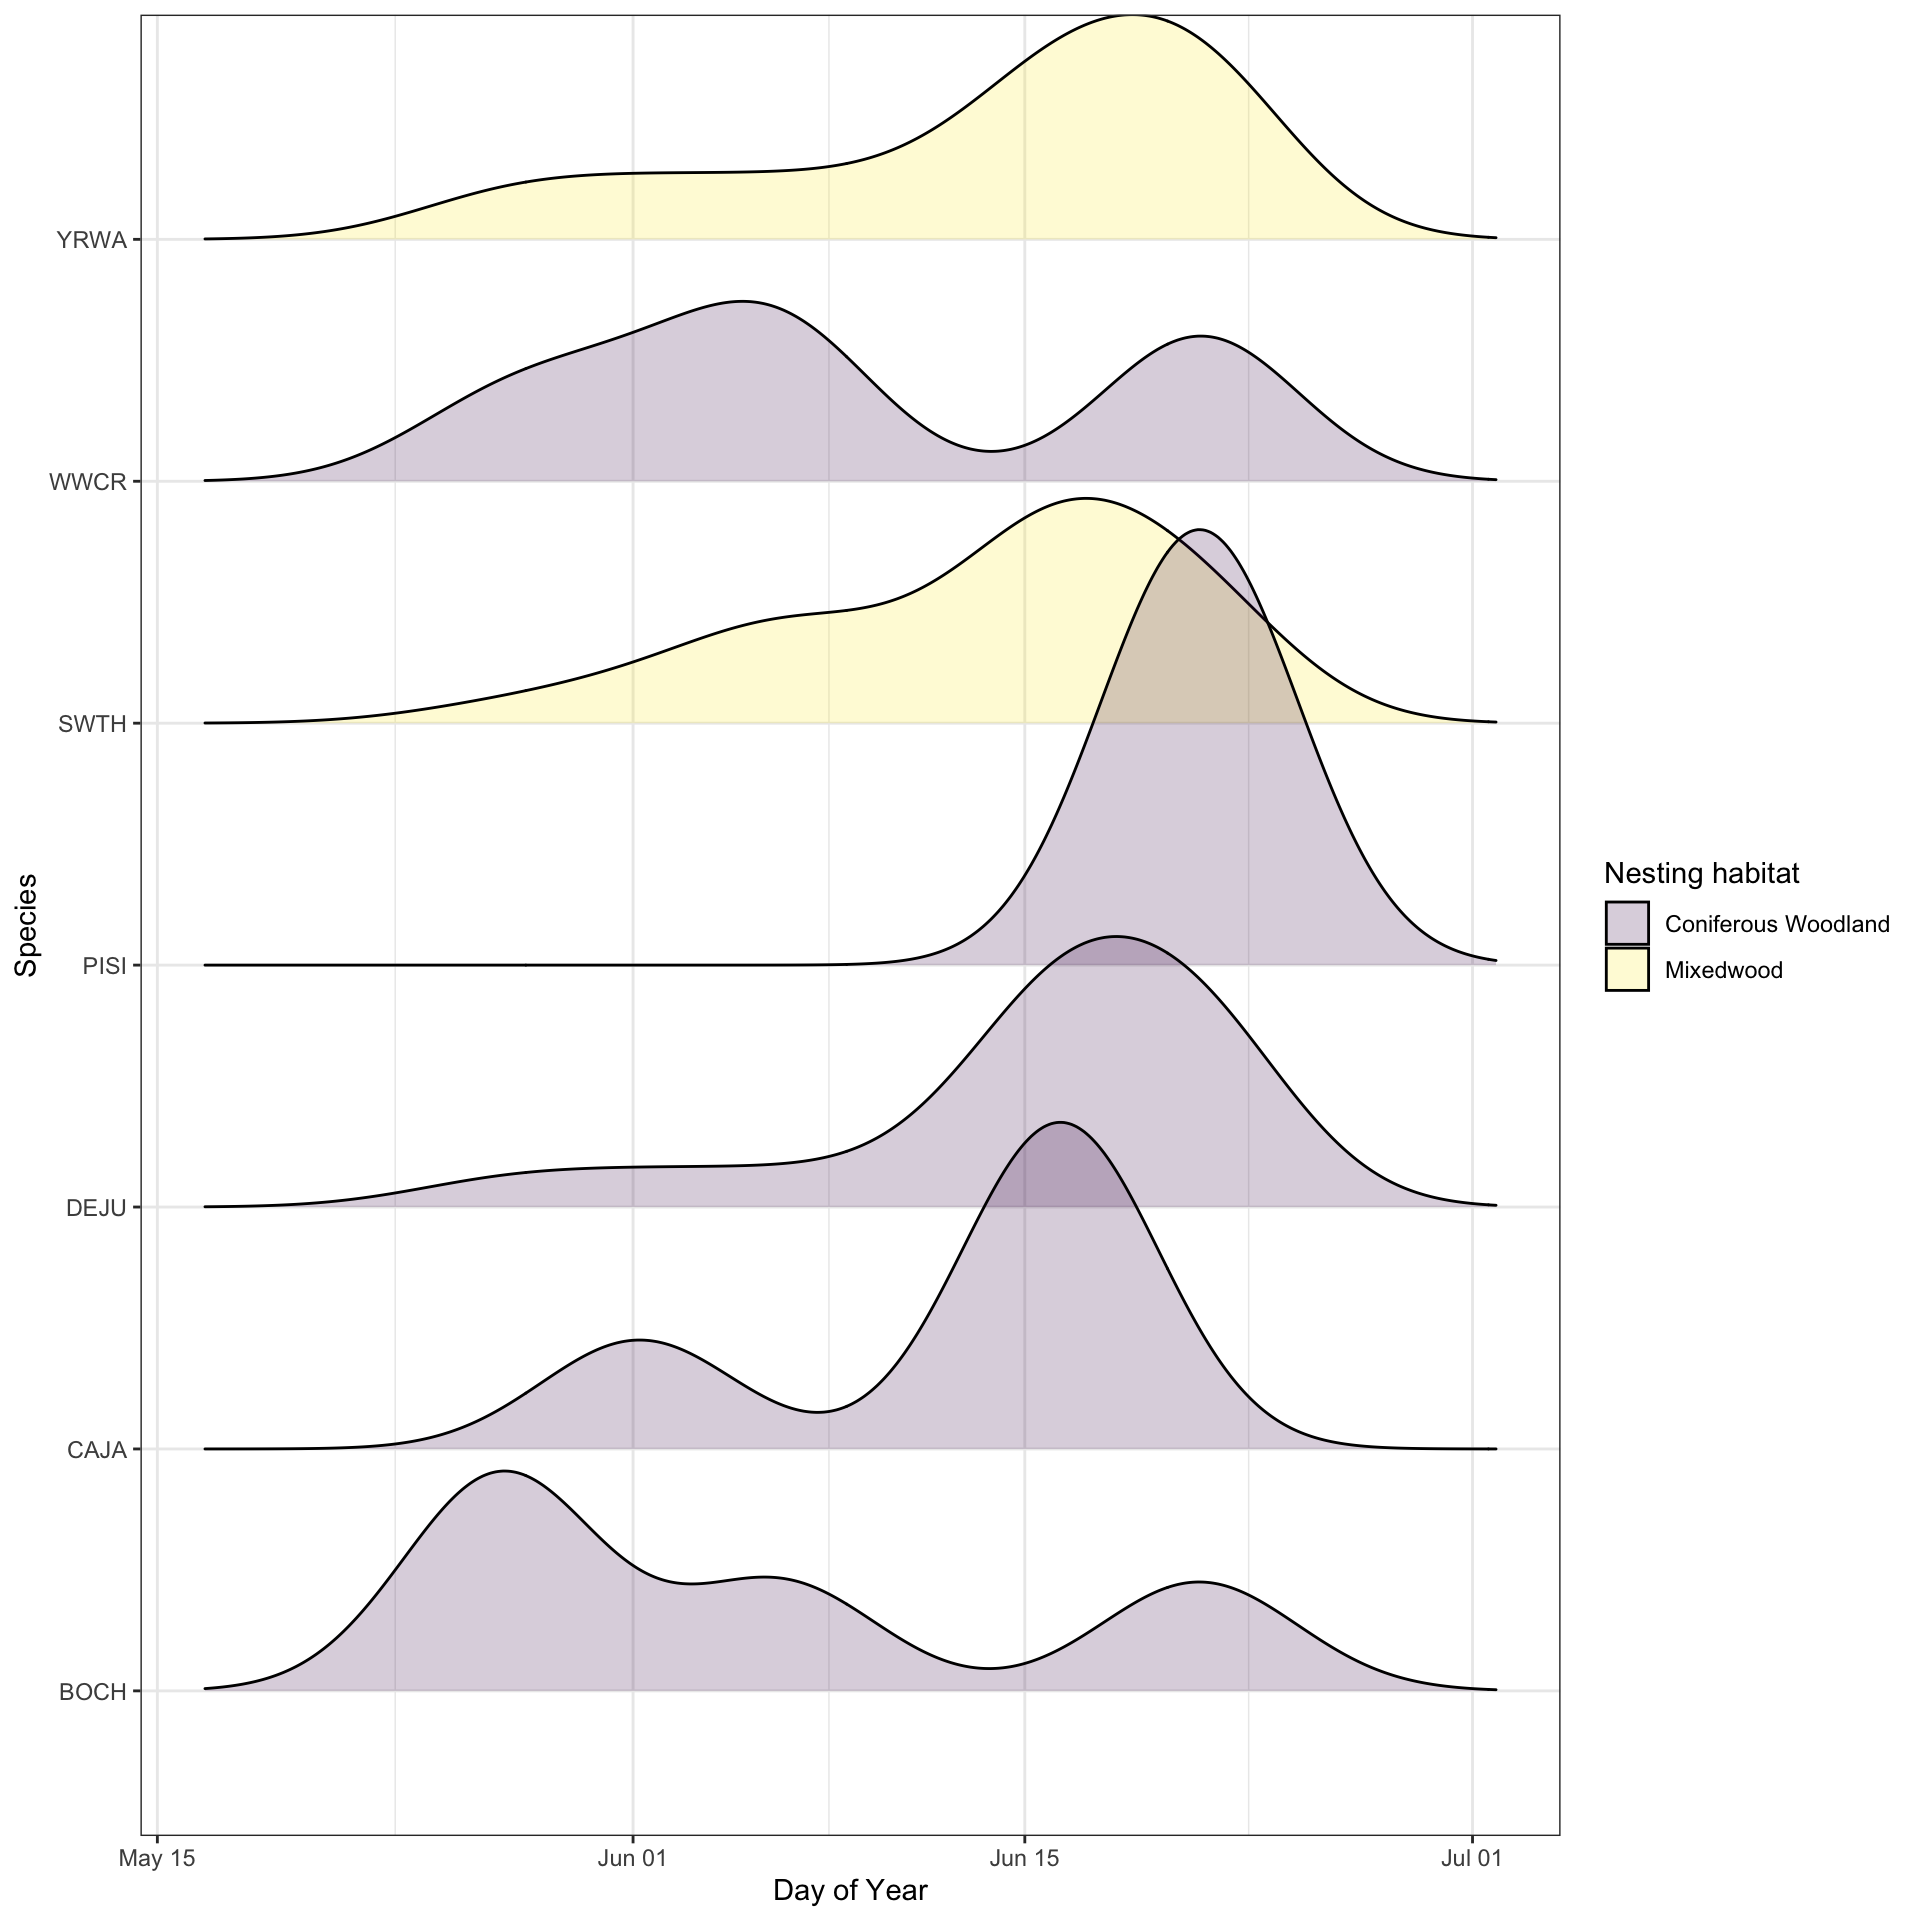 YRWA
WWCR
SWTH
PISI
DEJU
CAJA
BOCH
Species
May 15
Jun 01
Jun 15
Jul 01
Day of Year
Nesting habitat
Coniferous Woodland
Mixedwood